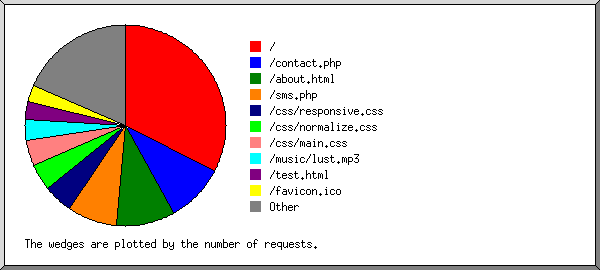 /
/contact.php
/about.html
/sms.php
/css/responsive.css
/css/normalize.css
/css/main.css
/music/lust.mp3
/test.html
/favicon.ico
Other
The wedges are plotted by the number of requests.